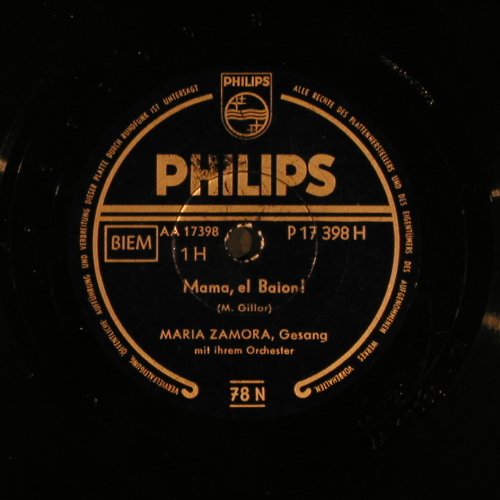 PHILIPS
ALLE RECHTE DES PLATTENHERSTELLERS UND DES EIGENTÜMERS DES AUFGENOMMENEN WERKES VORBEHALTEN.
VERVIELFÄLTIGUNG, ÖFFENTLICHE AUFFÜHRUNG UND VERBREITUNG DIESER PLATTE DURCH RUNDFUNK IST UNTERSAGT
PHILIPS
BIEM
AA 17398
1 H
P 17 398 H
Mama, el Baion!
(M. Gillor)
MARIA ZAMORA, Gesang
mit ihrem Orchester
78 N